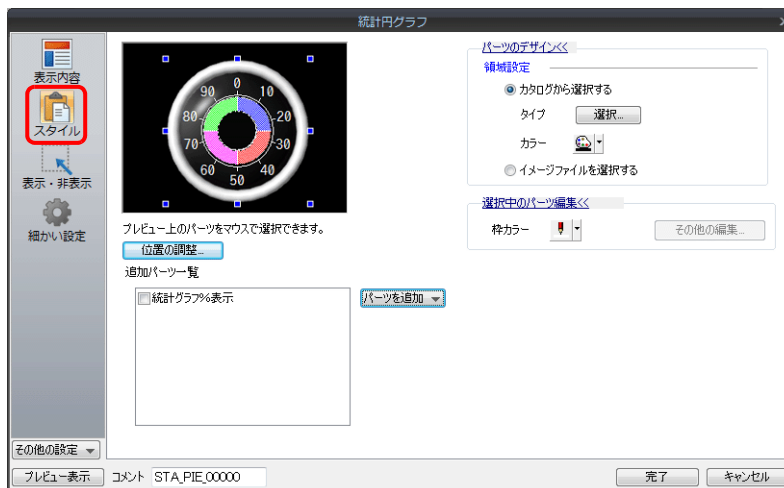 統計円グラフ
表示内容
スタイル
表示・非表示
細かい設定
その他の設定
0
10
20
30
40
50
60
70
80
90
プレビュー上のパーツをマウスで選択できます。
位置の調整...
追加パーツ一覧
統計グラフ%表示
パーツを追加
パーツのデザイン<<
領域設定
カタログから選択する
タイプ 選択...
カラー
イメージファイルを選択する
選択中のパーツ編集<<
枠カラー その他の編集...
プレビュー表示 コメント STA_PIE_00000 完了 キャンセル